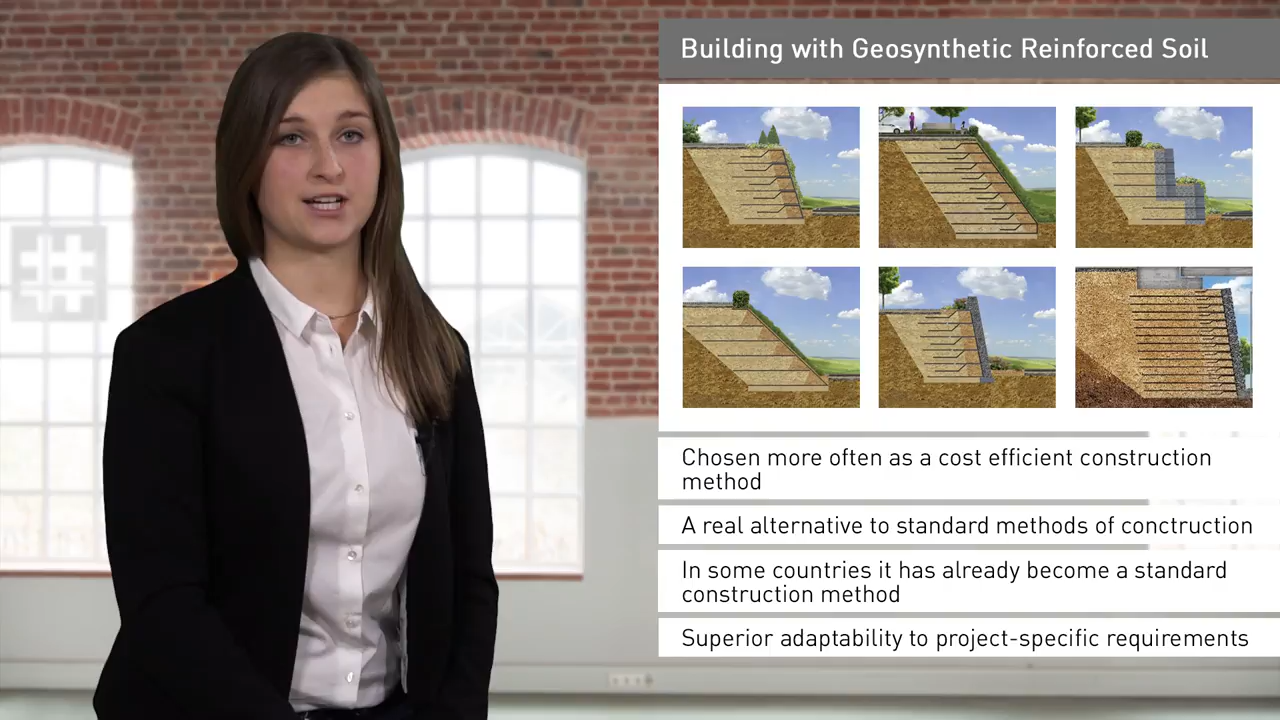 Building with Geosynthetic Reinforced Soil
Chosen more often as a cost efficient construction
method
A real alternative to standard methods of conctruction
In some countries it has already become a standard
construction method
Superior adaptability to project-specific requirements